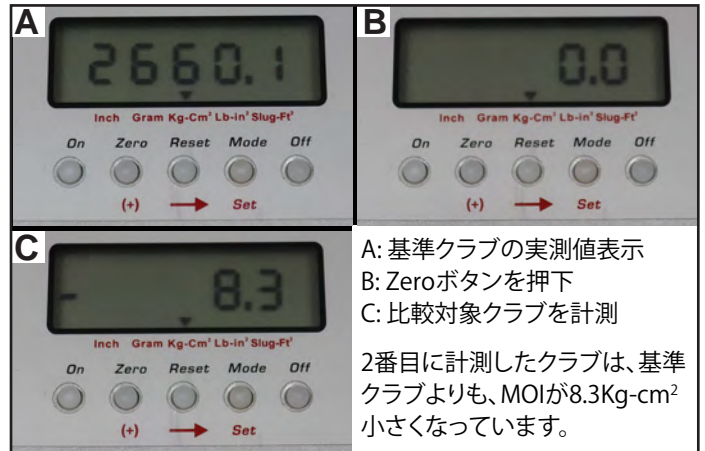 A
2660.1
Inch Gram Kg-Cm² Lb-in² Slug-Ft²
On Zero Reset Mode Off
(+) Set
B
0.0
Inch Gram Kg-Cm² Lb-in² Slug-Ft²
On Zero Reset Mode Off
(+) Set
C
- 8.3
Inch Gram Kg-Cm² Lb-in² Slug-Ft²
On Zero Reset Mode Off
(+) Set
A: 基準クラブの実測値表示
B: Zeroボタンを押下
C: 比較対象クラブを計測
2番目に計測したクラブは、基準
クラブよりも、MOIが8.3Kg-cm²
小さくなっています。